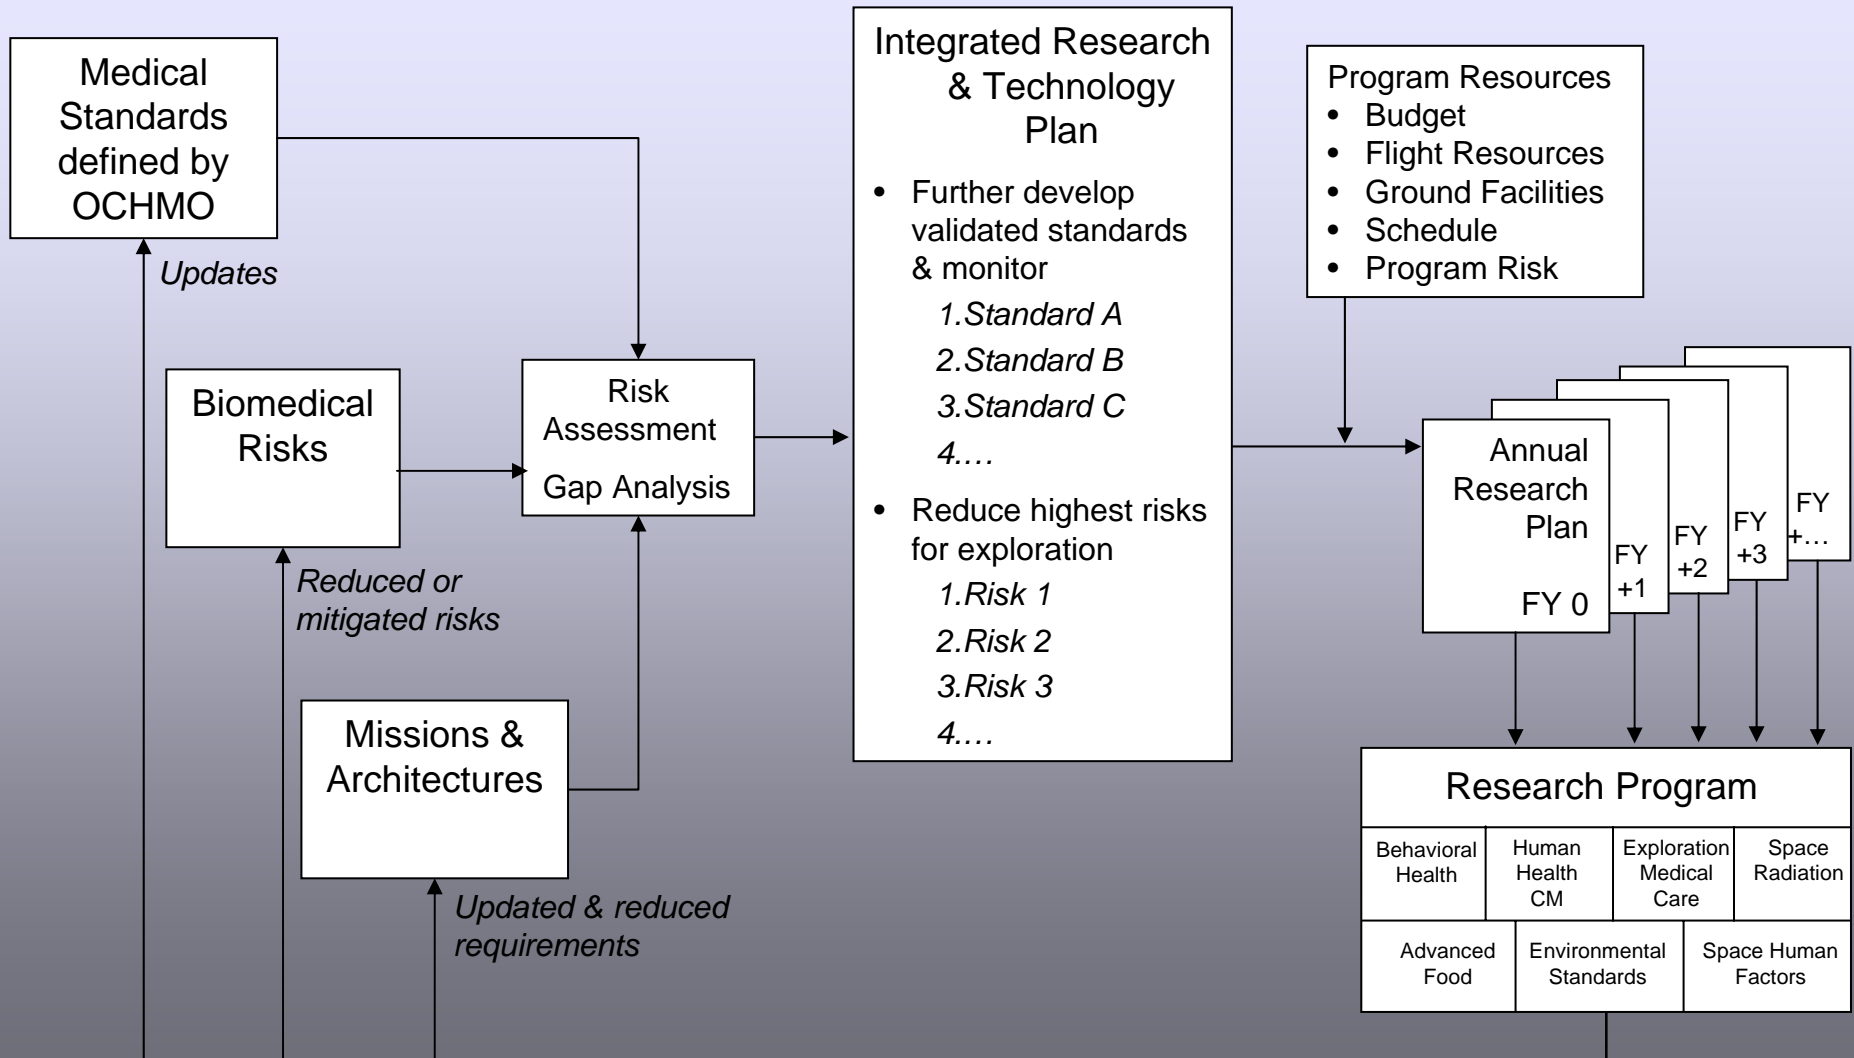 Medical
Standards
defined by
OCHMO
Updates
Biomedical
Risks
Reduced or
mitigated risks
Missions &
Architectures
Updated & reduced
requirements
Risk
Assessment
Gap Analysis
Integrated Research
& Technology
Plan
• Further develop
validated standards
& monitor
1.Standard A
2.Standard B
3.Standard C
4.…
• Reduce highest risks
for exploration
1.Risk 1
2.Risk 2
3.Risk 3
4.…
Program Resources
• Budget
• Flight Resources
• Ground Facilities
• Schedule
• Program Risk
Annual
Research
Plan
FY 0
FY
+1
FY
+2
FY
+3
FY
+…
Research Program
Behavioral
Health
Human
Health
CM
Exploration
Medical
Care
Space
Radiation
Advanced
Food
Environmental
Standards
Space Human
Factors